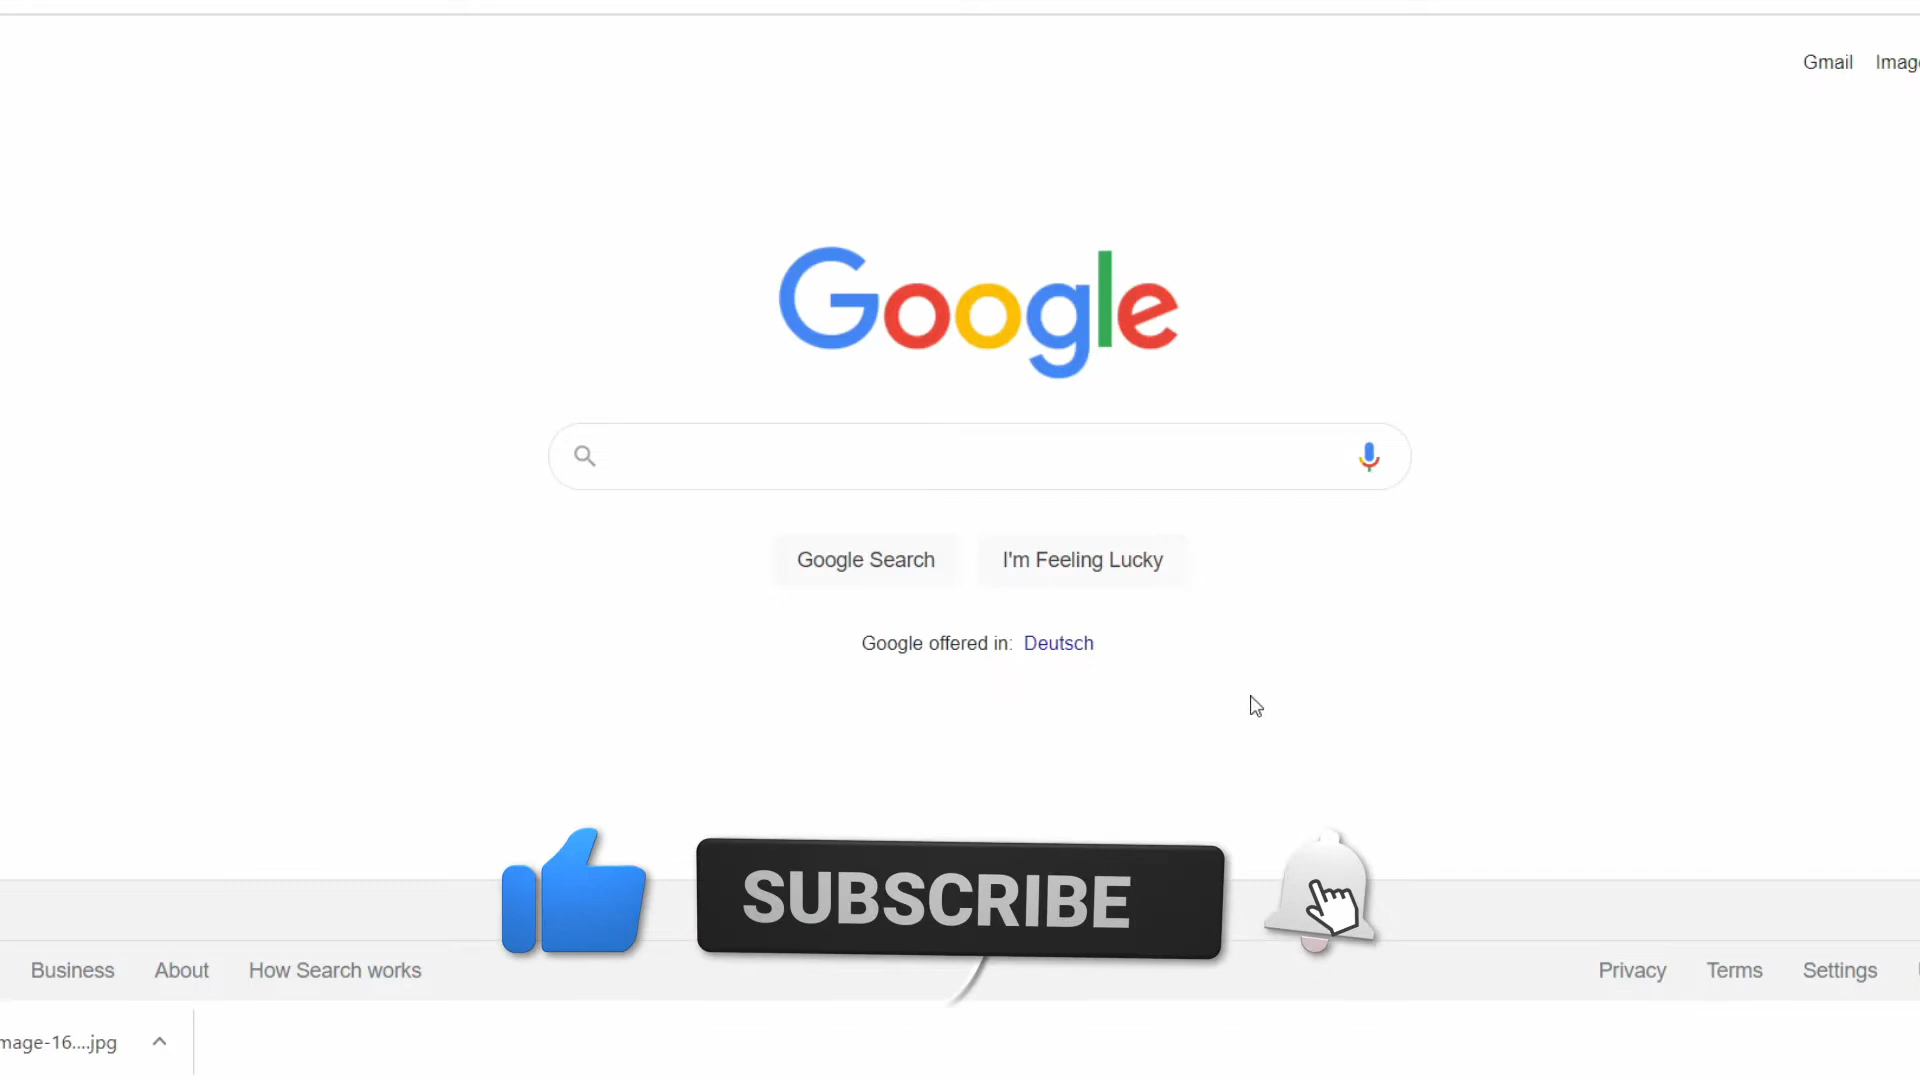 Gmail Imag
Google
Google Search I'm Feeling Lucky
Google offered in: Deutsch
SUBSCRIBE
Business About How Search works
Privacy Terms Settings
mage-16....jpg